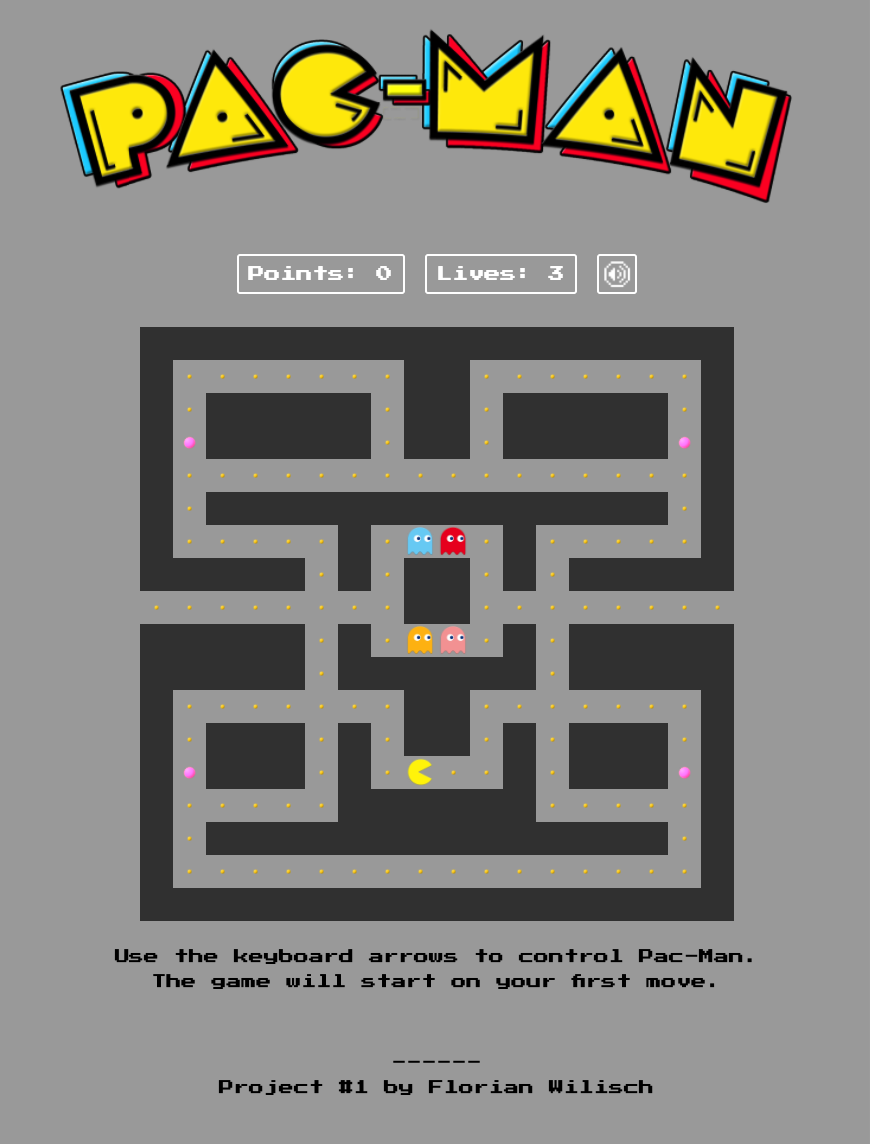 PAC-MAN
Points: 0
Lives: 3
Use the keyboard arrows to control Pac-Man.
The game will start on your first move.
------
Project #1 by Florian Wilisch